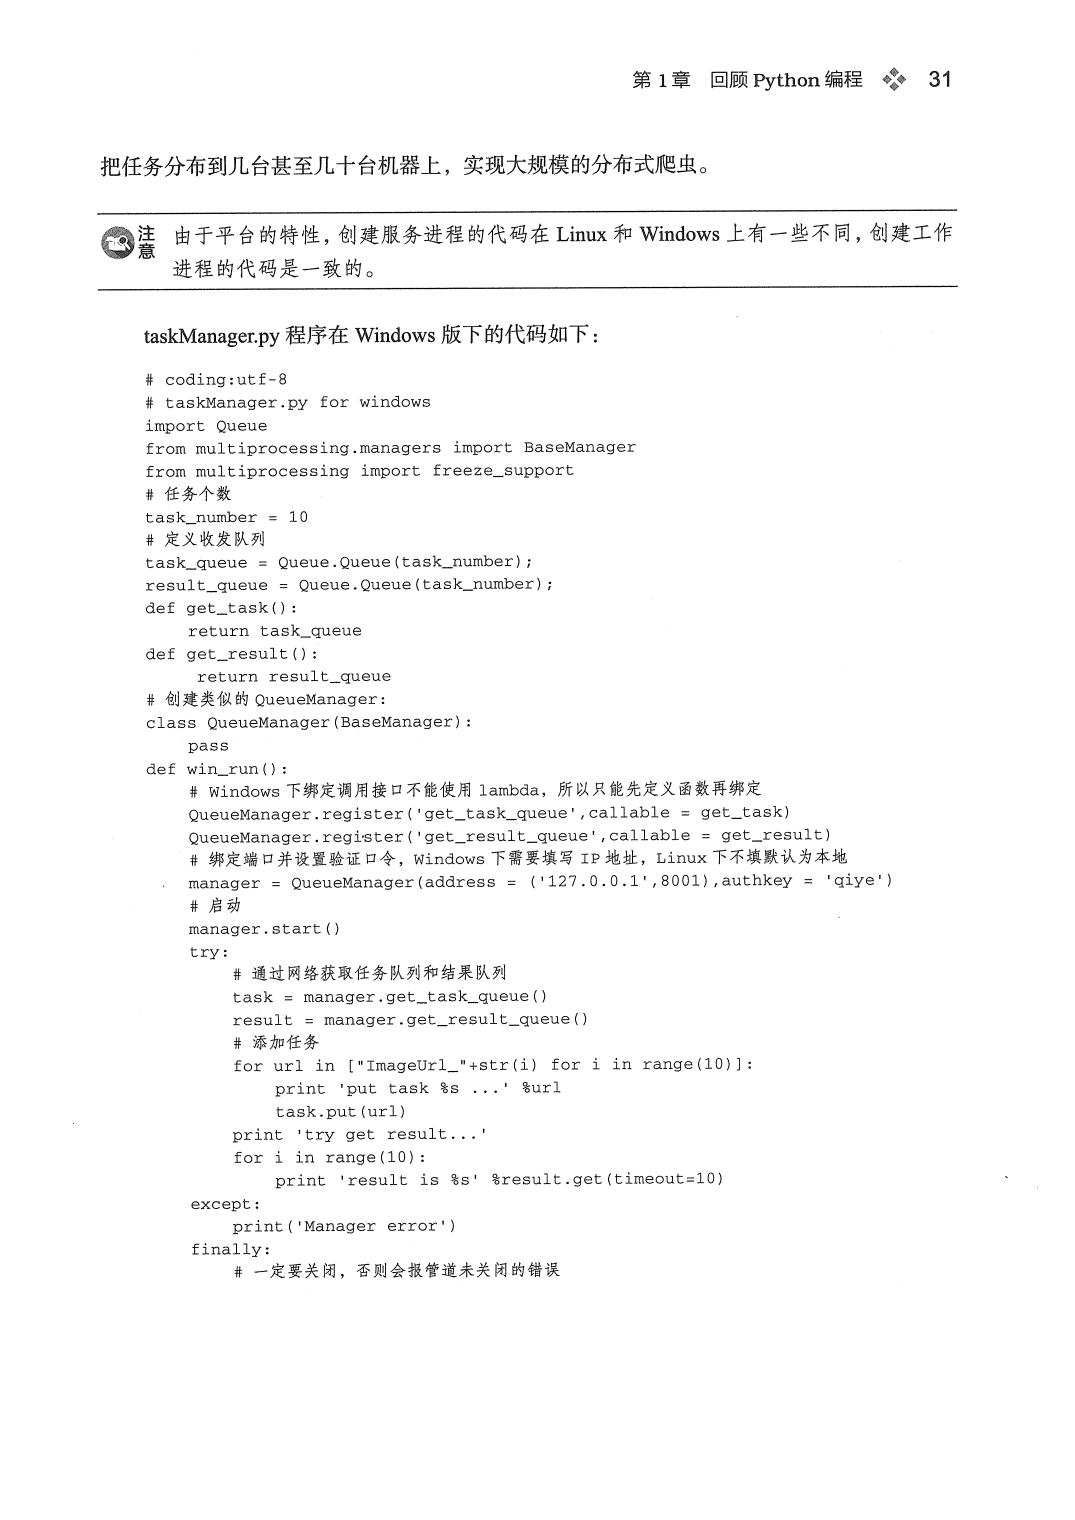 第 1 章 回顾 Python 编程 31
把任务分布到几台甚至几十台机器上，实现大规模的分布式爬虫。
注意 由于平台的特性，创建服务进程的代码在 Linux 和 Windows 上有一些不同，创建工作
进程的代码是一致的。
taskManager.py 程序在 Windows 版下的代码如下：
# coding:utf-8
# taskManager.py for windows
import Queue
from multiprocessing.managers import BaseManager
from multiprocessing import freeze_support
# 任务个数
task_number = 10
# 定义收发队列
task_queue = Queue.Queue(task_number);
result_queue = Queue.Queue(task_number);
def get_task():
    return task_queue
def get_result():
     return result_queue
# 创建类似的 QueueManager:
class QueueManager(BaseManager):
    pass
def win_run():
    # Windows 下绑定调用接口不能使用 lambda，所以只能先定义函数再绑定
    QueueManager.register('get_task_queue',callable = get_task)
    QueueManager.register('get_result_queue',callable = get_result)
    # 绑定端口并设置验证口令，Windows 下需要填写 IP 地址，Linux 下不填默认为本地
    manager = QueueManager(address = ('127.0.0.1',8001),authkey = 'qiye')
    # 启动
    manager.start()
    try:
        # 通过网络获取任务队列和结果队列
        task = manager.get_task_queue()
        result = manager.get_result_queue()
        # 添加任务
        for url in ["ImageUrl_"+str(i) for i in range(10)]:
            print 'put task %s ...' %url
            task.put(url)
        print 'try get result...'
        for i in range(10):
            print 'result is %s' %result.get(timeout=10)
    except:
        print('Manager error')
    finally:
        # 一定要关闭，否则会报管道未关闭的错误